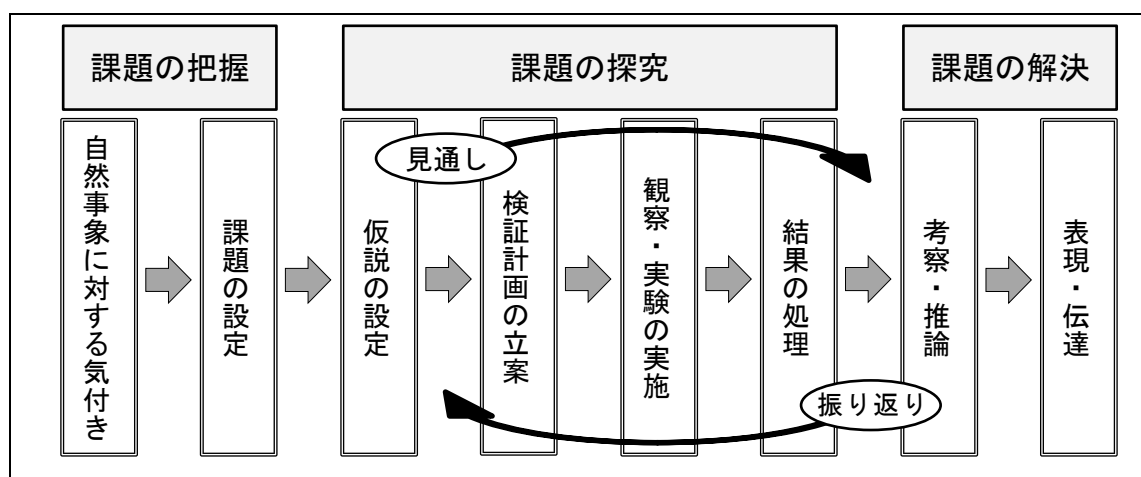 課題の把握
課題の探究
課題の解決
自然事象に対する気付き
課題の設定
仮説の設定
見通し
検証計画の立案
観察・実験の実施
結果の処理
振り返り
考察・推論
表現・伝達